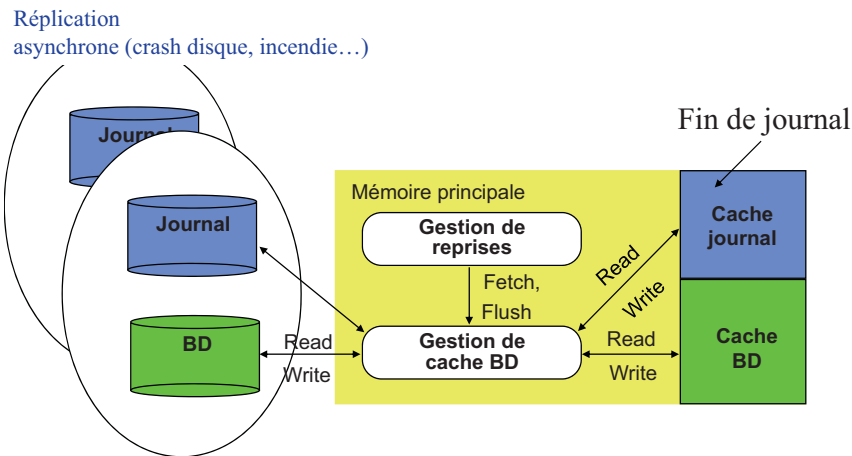 Réplication
asynchrone (crash disque, incendie…)
Journal
Fin de journal
Mémoire principale
Journal
Gestion de
reprises
Cache
journal
Read
Write
Fetch,
Flush
BD
Read
Write
Gestion de
cache BD
Read
Write
Cache
BD